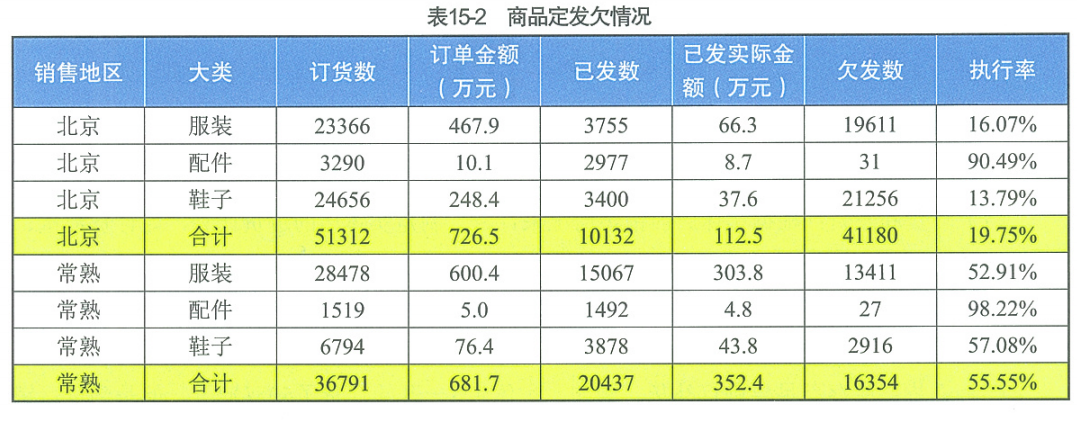 表15-2 商品定发欠情况
销售地区 大类 订货数 订单金额（万元） 已发数 已发实际金额（万元） 欠发数 执行率
北京 服装 23366 467.9 3755 66.3 19611 16.07%
北京 配件 3290 10.1 2977 8.7 31 90.49%
北京 鞋子 24656 248.4 3400 37.6 21256 13.79%
北京 合计 51312 726.5 10132 112.5 41180 19.75%
常熟 服装 28478 600.4 15067 303.8 13411 52.91%
常熟 配件 1519 5.0 1492 4.8 27 98.22%
常熟 鞋子 6794 76.4 3878 43.8 2916 57.08%
常熟 合计 36791 681.7 20437 352.4 16354 55.55%